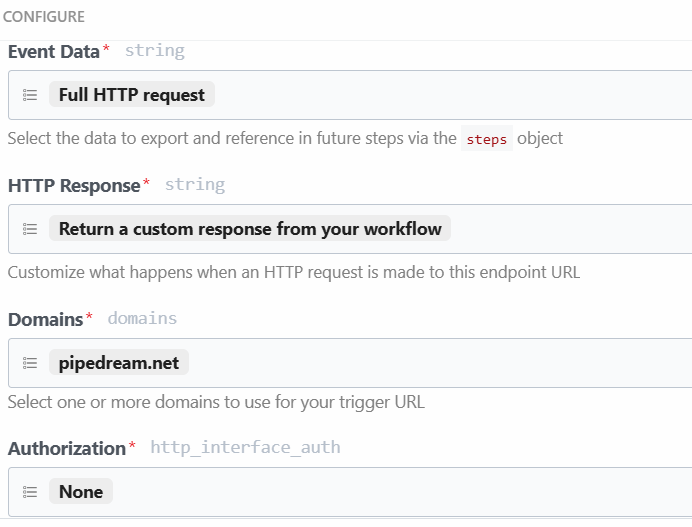 CONFIGURE
Event Data* string
Full HTTP request
Select the data to export and reference in future steps via the steps object
HTTP Response* string
Return a custom response from your workflow
Customize what happens when an HTTP request is made to this endpoint URL
Domains* domains
pipedream.net
Select one or more domains to use for your trigger URL
Authorization* http_interface_auth
None